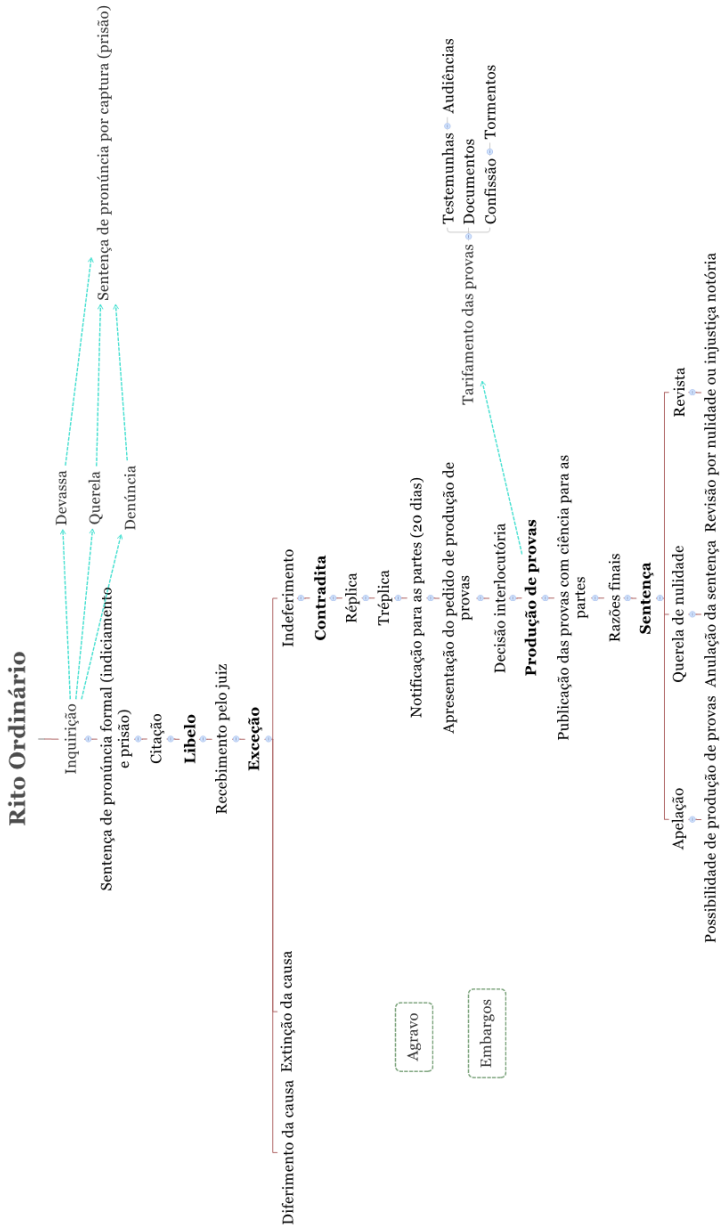 Rito Ordinário
Inquirição
Devassa
Querela
Denúncia
Sentença de pronúncia por captura (prisão)
Sentença de pronúncia formal (indiciamento
e prisão)
Citação
Libelo
Recebimento pelo juiz
Exceção
Diferimento da causa
Extinção da causa
Indeferimento
Contradita
Réplica
Tréplica
Notificação para as partes (20 dias)
Apresentação do pedido de produção de
provas
Decisão interlocutória
Produção de provas
Tarifamento das provas
Testemunhas
Audiências
Documentos
Confissão
Tormentos
Publicação das provas com ciência para as
partes
Razões finais
Sentença
Agravo
Embargos
Apelação
Querela de nulidade
Revista
Possibilidade de produção de provas
Anulação da sentença
Revisão por nulidade ou injustiça notória